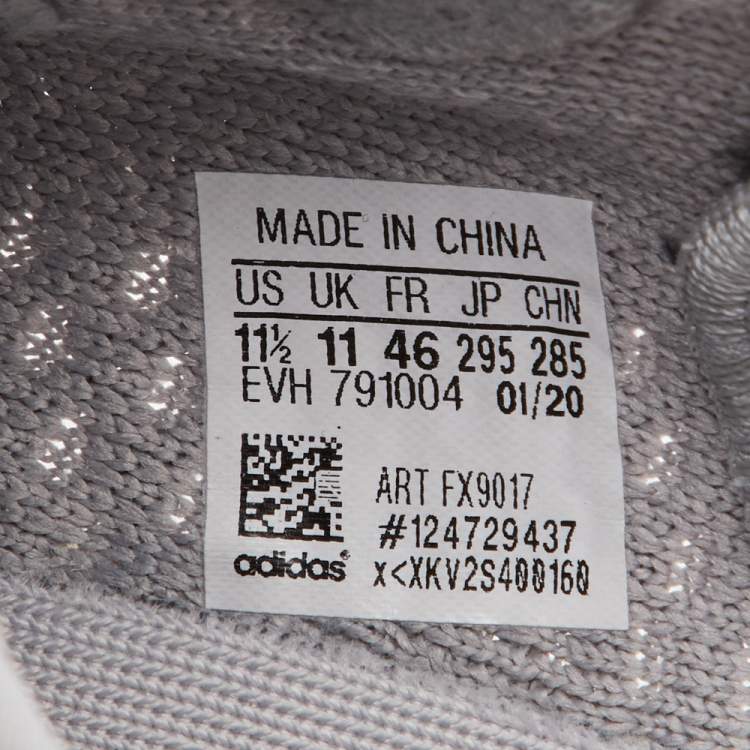 MADE IN CHINA
US UK FR JP CHN
11½ 11 46 295 285
EVH 791004 01/20
ART FX9017
#124729437
adidas® x<XKV2S400160